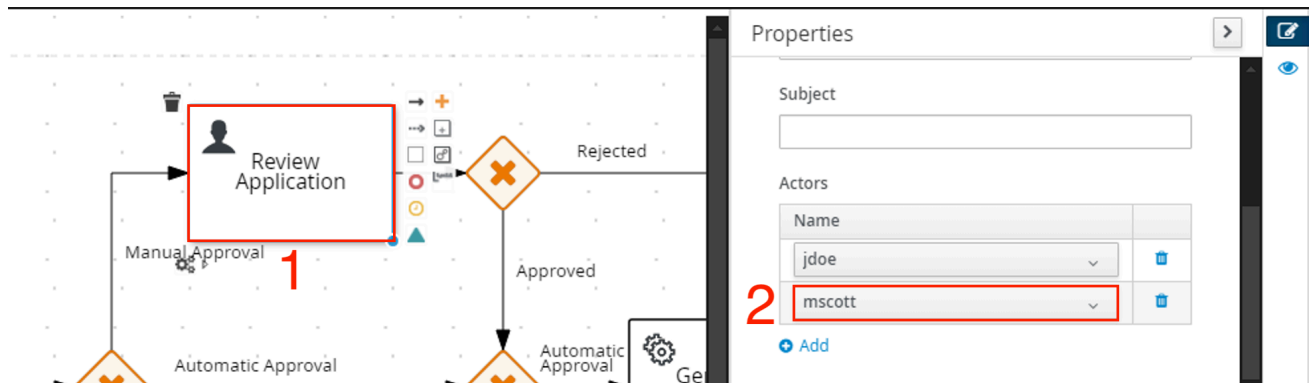 Properties
Subject
Review
Application
Rejected
Actors
Name
Manual Approval
1
jdoe
Approved
2
mscott
Automatic Approval
Automatic
Approval
Add